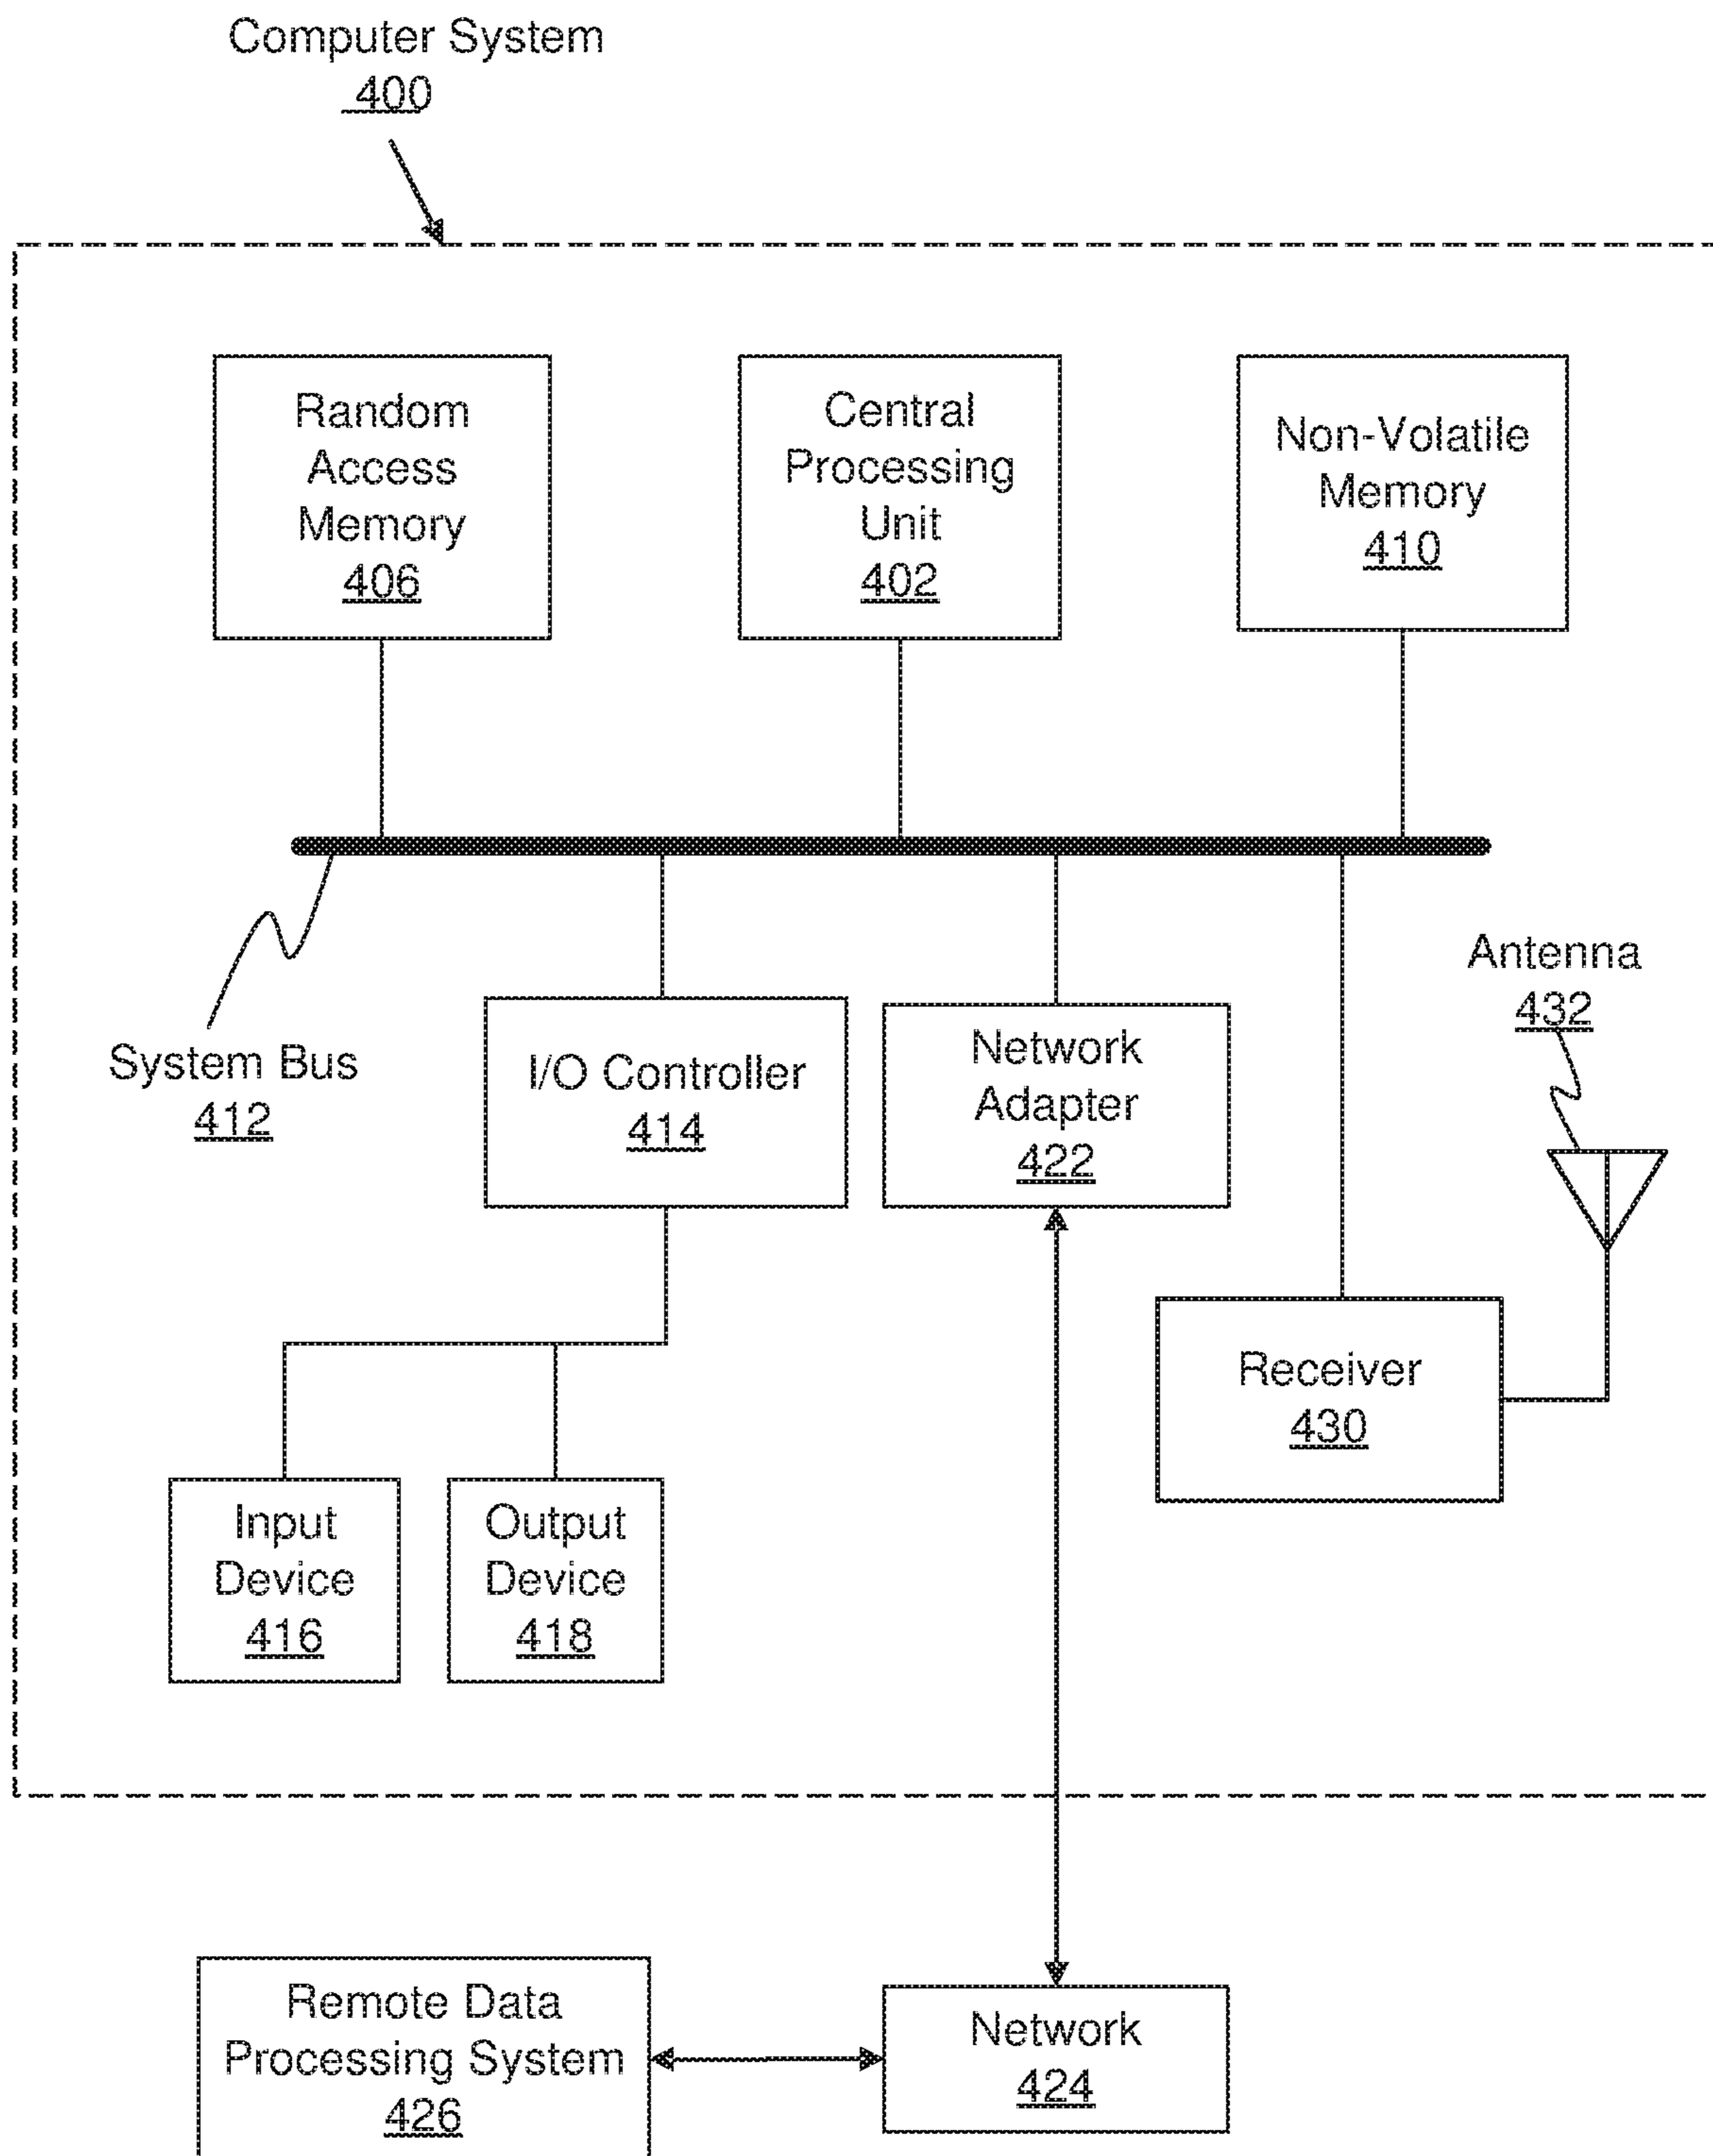 Computer System
400
Random
Access
Memory
406
Central
Processing
Unit
402
Non-Volatile
Memory
410
System Bus
412
I/O Controller
414
Network
Adapter
422
Antenna
432
Receiver
430
Input
Device
416
Output
Device
418
Remote Data
Processing System
426
Network
424